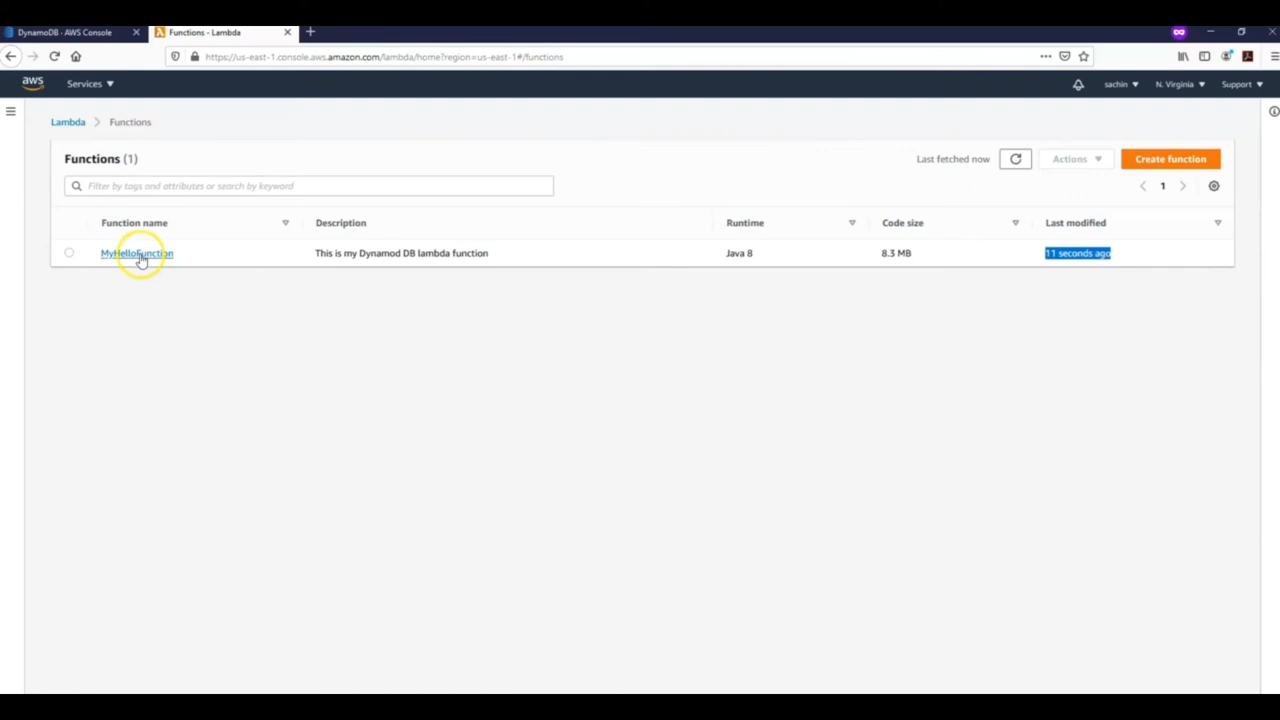 DynamoDB - AWS Console
Functions - Lambda
https://us-east-1.console.aws.amazon.com/lambda/home?region=us-east-1#/functions
aws Services sachin N. Virginia Support
Lambda > Functions
Functions (1) Last fetched now Actions Create function
Filter by tags and attributes or search by keyword 1
Function name Description Runtime Code size Last modified
MyHelloFunction This is my Dynamod DB lambda function Java 8 8.3 MB 11 seconds ago